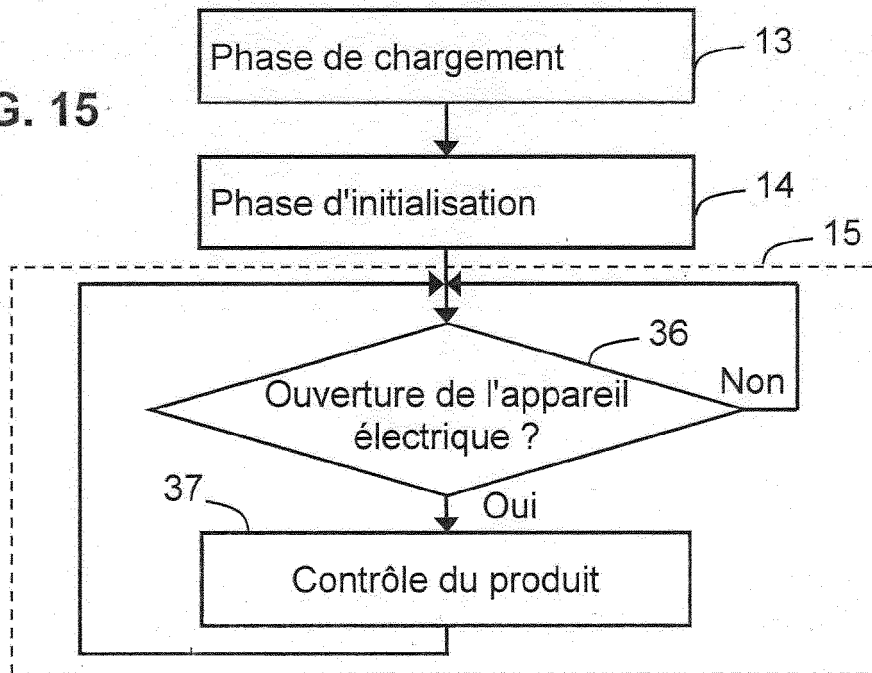 Phase de chargement
13
G. 15
Phase d'initialisation
14
15
36
Ouverture de l'appareil
électrique ?
Non
37
Oui
Contrôle du produit